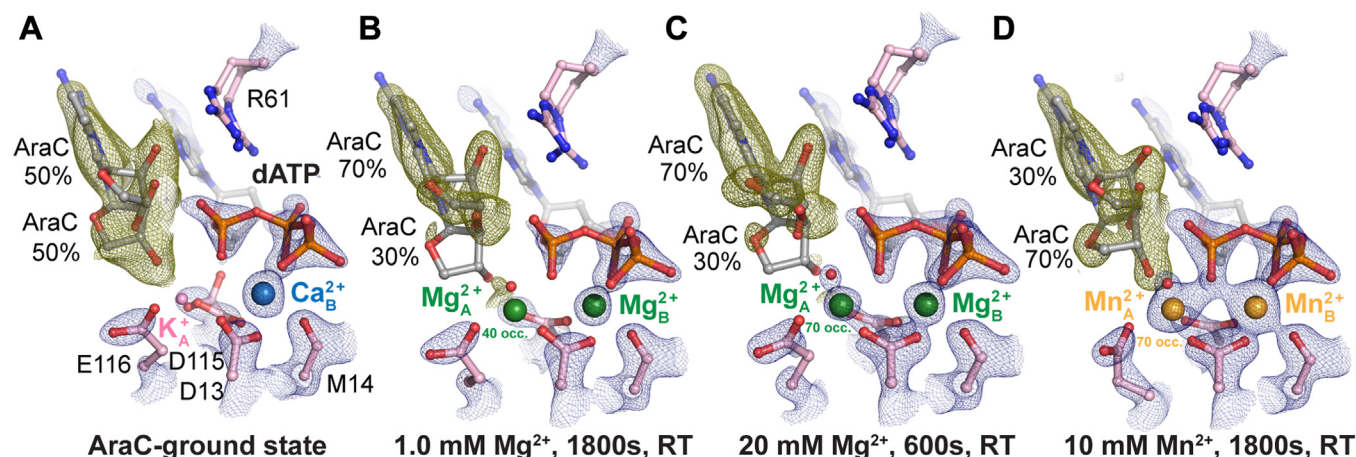 A
AraC
50%
AraC
50%
R61
dATP
Ca²⁺B
K⁺A
E116
D115
D13
M14
AraC-ground state
B
AraC
70%
AraC
30%
Mg²⁺A
40 occ.
Mg²⁺B
1.0 mM Mg²⁺, 1800s, RT
C
AraC
70%
AraC
30%
Mg²⁺A
70 occ.
Mg²⁺B
20 mM Mg²⁺, 600s, RT
D
AraC
30%
AraC
70%
Mn²⁺A
70 occ.
Mn²⁺B
10 mM Mn²⁺, 1800s, RT